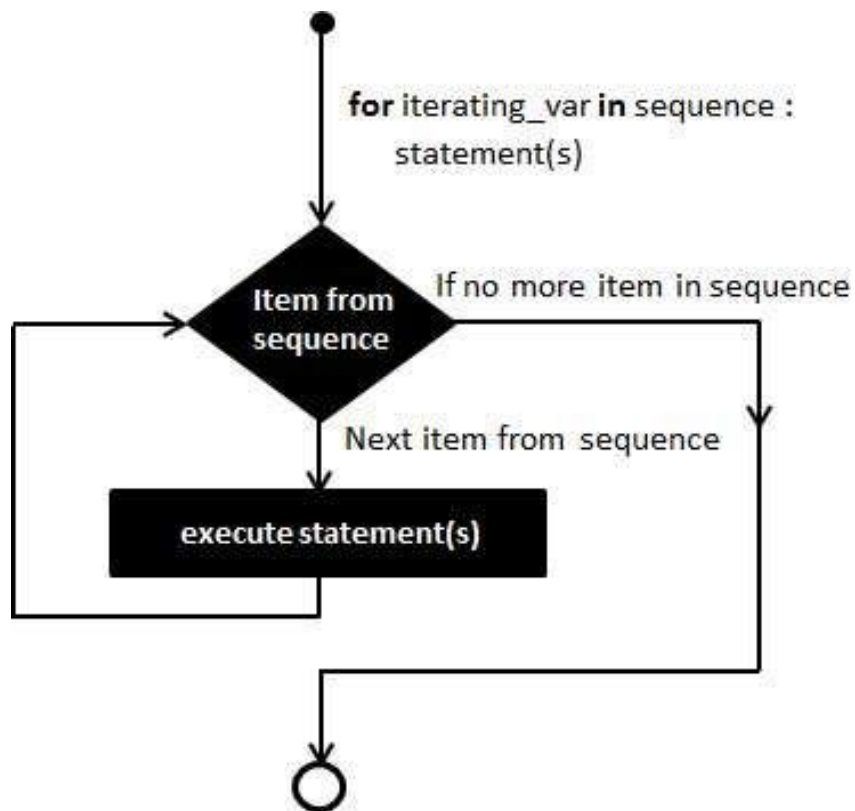 for iterating_var in sequence :
statement(s)
If no more item in sequence
Item from
sequence
Next item from sequence
execute statement(s)